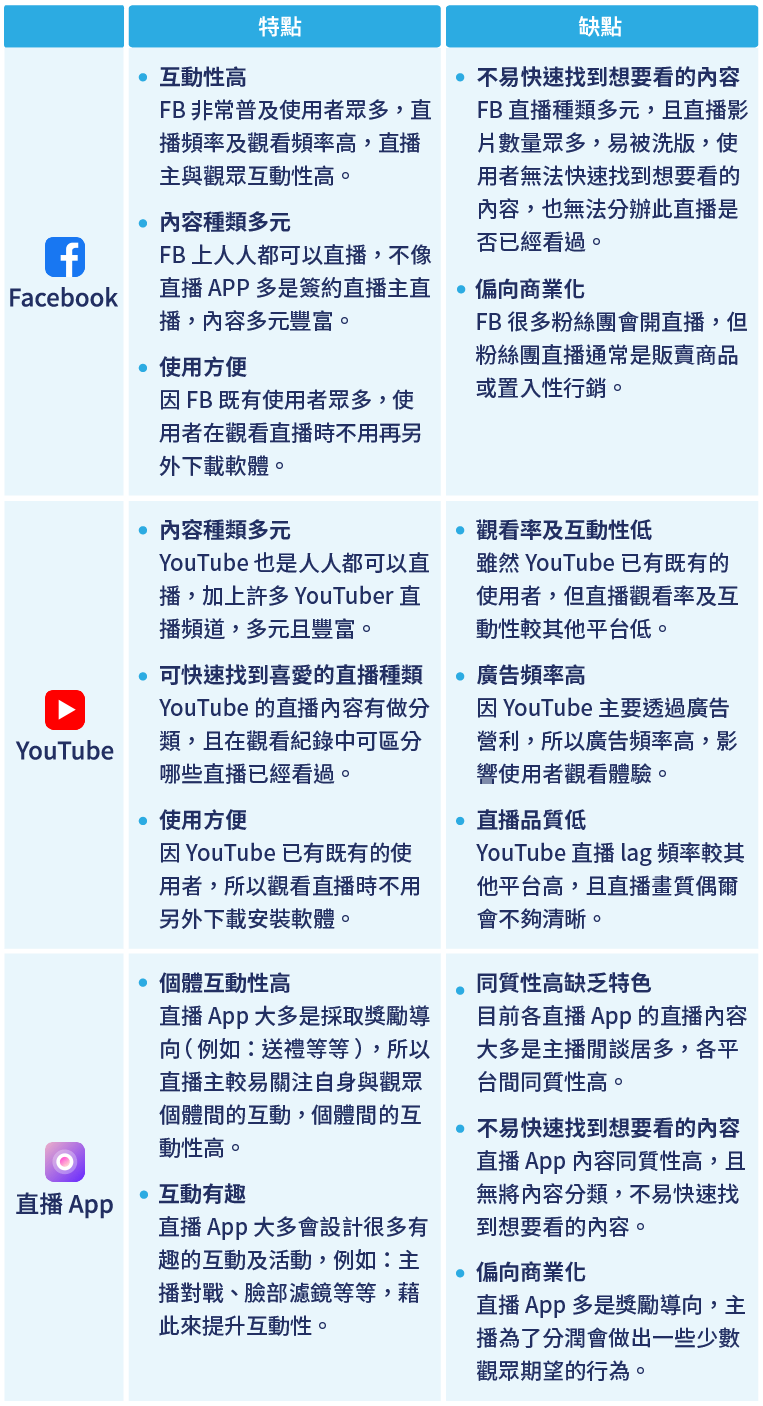 特點
缺點
Facebook
互動性高
FB 非常普及使用者眾多，直
播頻率及觀看頻率高，直播
主與觀眾互動性高。
內容種類多元
FB 上人人都可以直播，不像
直播 APP 多是簽約直播主直
播，內容多元豐富。
使用方便
因 FB 既有使用者眾多，使
用者在觀看直播時不用再另
外下載軟體。
不易快速找到想要看的內容
FB 直播種類多元，且直播影
片數量眾多，易被洗版，使
用者無法快速找到想要看的
內容，也無法分辦此直播是
否已經看過。
偏向商業化
FB 很多粉絲團會開直播，但
粉絲團直播通常是販賣商品
或置入性行銷。
YouTube
內容種類多元
YouTube 也是人人都可以直
播，加上許多 YouTuber 直
播頻道，多元且豐富。
可快速找到喜愛的直播種類
YouTube 的直播內容有做分
類，且在觀看紀錄中可區分
哪些直播已經看過。
使用方便
因 YouTube 已有既有的使
用者，所以觀看直播時不用
另外下載安裝軟體。
觀看率及互動性低
雖然 YouTube 已有既有的
使用者，但直播觀看率及互
動性較其他平台低。
廣告頻率高
因 YouTube 主要透過廣告
營利，所以廣告頻率高，影
響使用者觀看體驗。
直播品質低
YouTube 直播 lag 頻率較其
他平台高，且直播畫質偶爾
會不夠清晰。
直播 App
個體互動性高
直播 App 大多是採取獎勵導
向（例如：送禮等等），所以
直播主較易關注自身與觀眾
個體間的互動，個體間的互
動性高。
互動有趣
直播 App 大多會設計很多有
趣的互動及活動，例如：主
播對戰、臉部濾鏡等等，藉
此來提升互動性。
同質性高缺乏特色
目前各直播 App 的直播內容
大多是主播閒談居多，各平
台間同質性高。
不易快速找到想要看的內容
直播 App 內容同質性高，且
無將內容分類，不易快速找
到想要看的內容。
偏向商業化
直播 App 多是獎勵導向，主
播為了分潤會做出一些少數
觀眾期望的行為。